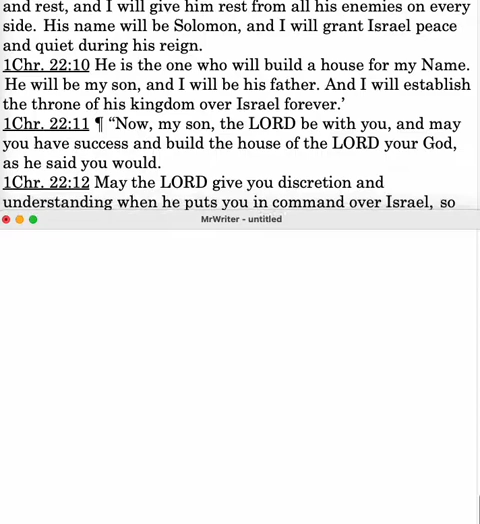 and rest, and I will give him rest from all his enemies on every
side. His name will be Solomon, and I will grant Israel peace
and quiet during his reign.
1Chr. 22:10 He is the one who will build a house for my Name.
He will be my son, and I will be his father. And I will establish
the throne of his kingdom over Israel forever.’
1Chr. 22:11 ¶ “Now, my son, the LORD be with you, and may
you have success and build the house of the LORD your God,
as he said you would.
1Chr. 22:12 May the LORD give you discretion and
understanding when he puts you in command over Israel, so
MrWriter - untitled